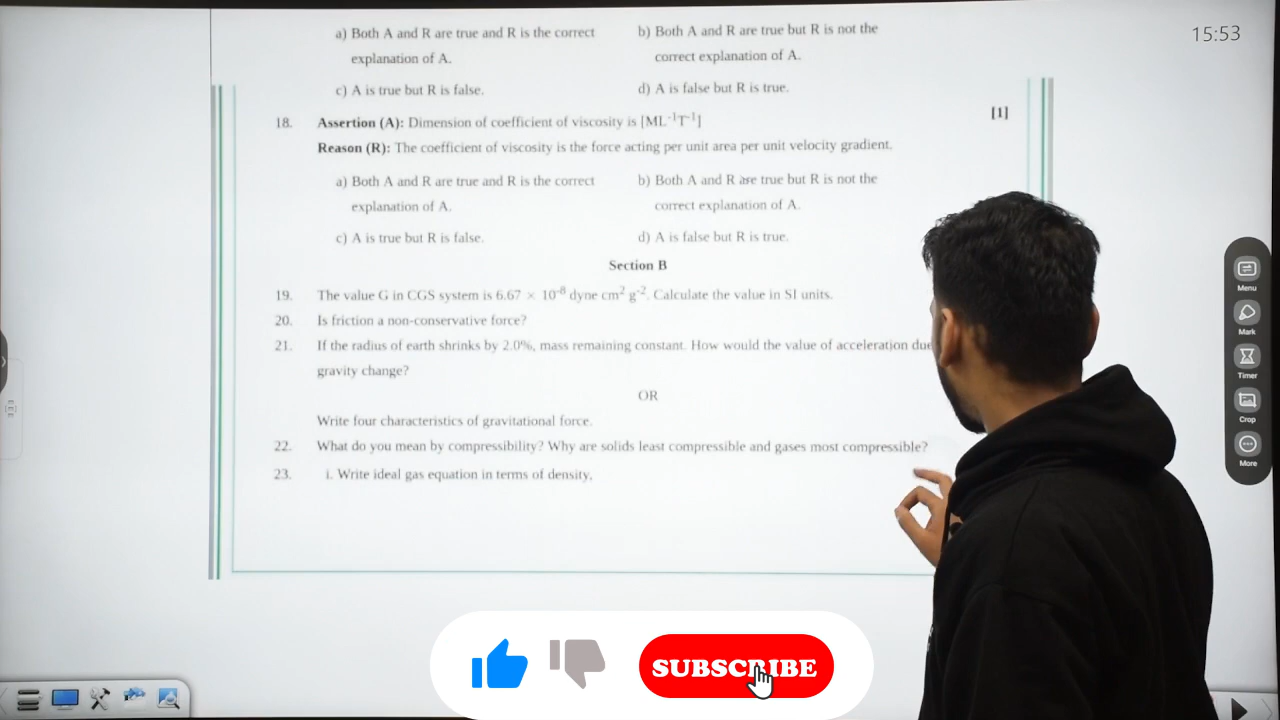 15:53
a) Both A and R are true and R is the correct
explanation of A.
b) Both A and R are true but R is not the
correct explanation of A.
c) A is true but R is false.
d) A is false but R is true.
18. Assertion (A): Dimension of coefficient of viscosity is [ML⁻¹T⁻¹] [1]
Reason (R): The coefficient of viscosity is the force acting per unit area per unit velocity gradient.
a) Both A and R are true and R is the correct
explanation of A.
b) Both A and R are true but R is not the
correct explanation of A.
c) A is true but R is false.
d) A is false but R is true.
Section B
19. The value G in CGS system is 6.67 × 10⁻⁸ dyne cm² g⁻². Calculate the value in SI units.
20. Is friction a non-conservative force?
21. If the radius of earth shrinks by 2.0%, mass remaining constant. How would the value of acceleration due
gravity change?
OR
Write four characteristics of gravitational force.
22. What do you mean by compressibility? Why are solids least compressible and gases most compressible?
23. i. Write ideal gas equation in terms of density,
Menu
Mark
Timer
Crop
More
SUBSCRIBE